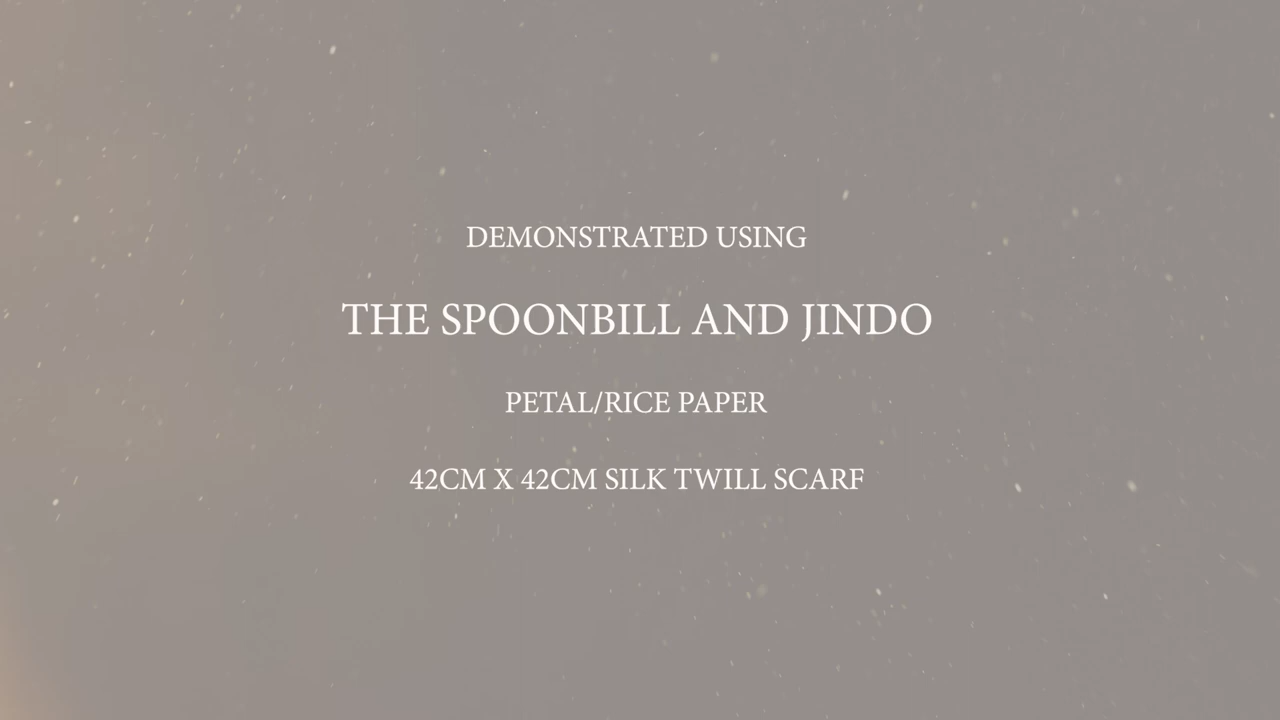 DEMONSTRATED USING
THE SPOONBILL AND JINDO
PETAL/RICE PAPER
42CM X 42CM SILK TWILL SCARF